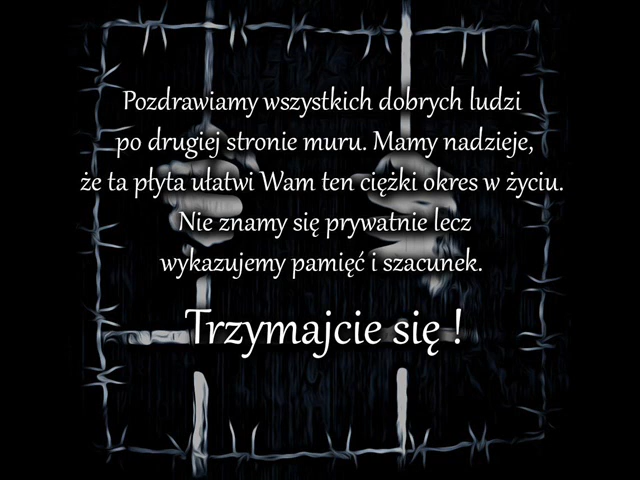 Pozdrawiamy wszystkich dobrych ludzi
po drugiej stronie muru. Mamy nadzieje,
że ta płyta ułatwi Wam ten ciężki okres w życiu.
Nie znamy się prywatnie lecz
wykazujemy pamięć i szacunek.
Trzymajcie się !